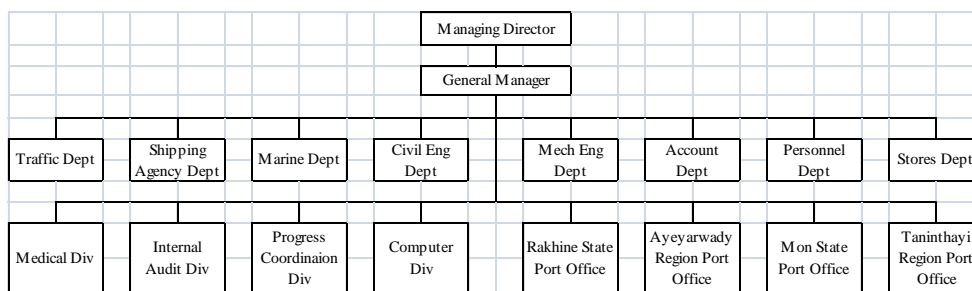 Managing Director
General Manager
Traffic Dept
Shipping
Agency Dept
Marine Dept
Civil Eng
Dept
Mech Eng
Dept
Account
Dept
Personnel
Dept
Stores Dept
Medical Div
Internal
Audit Div
Progress
Coordinaion
Div
Computer
Div
Rakhine State
Port Office
Ayeyarwady
Region Port
Office
Mon State
Port Office
Taninthayi
Region Port
Office